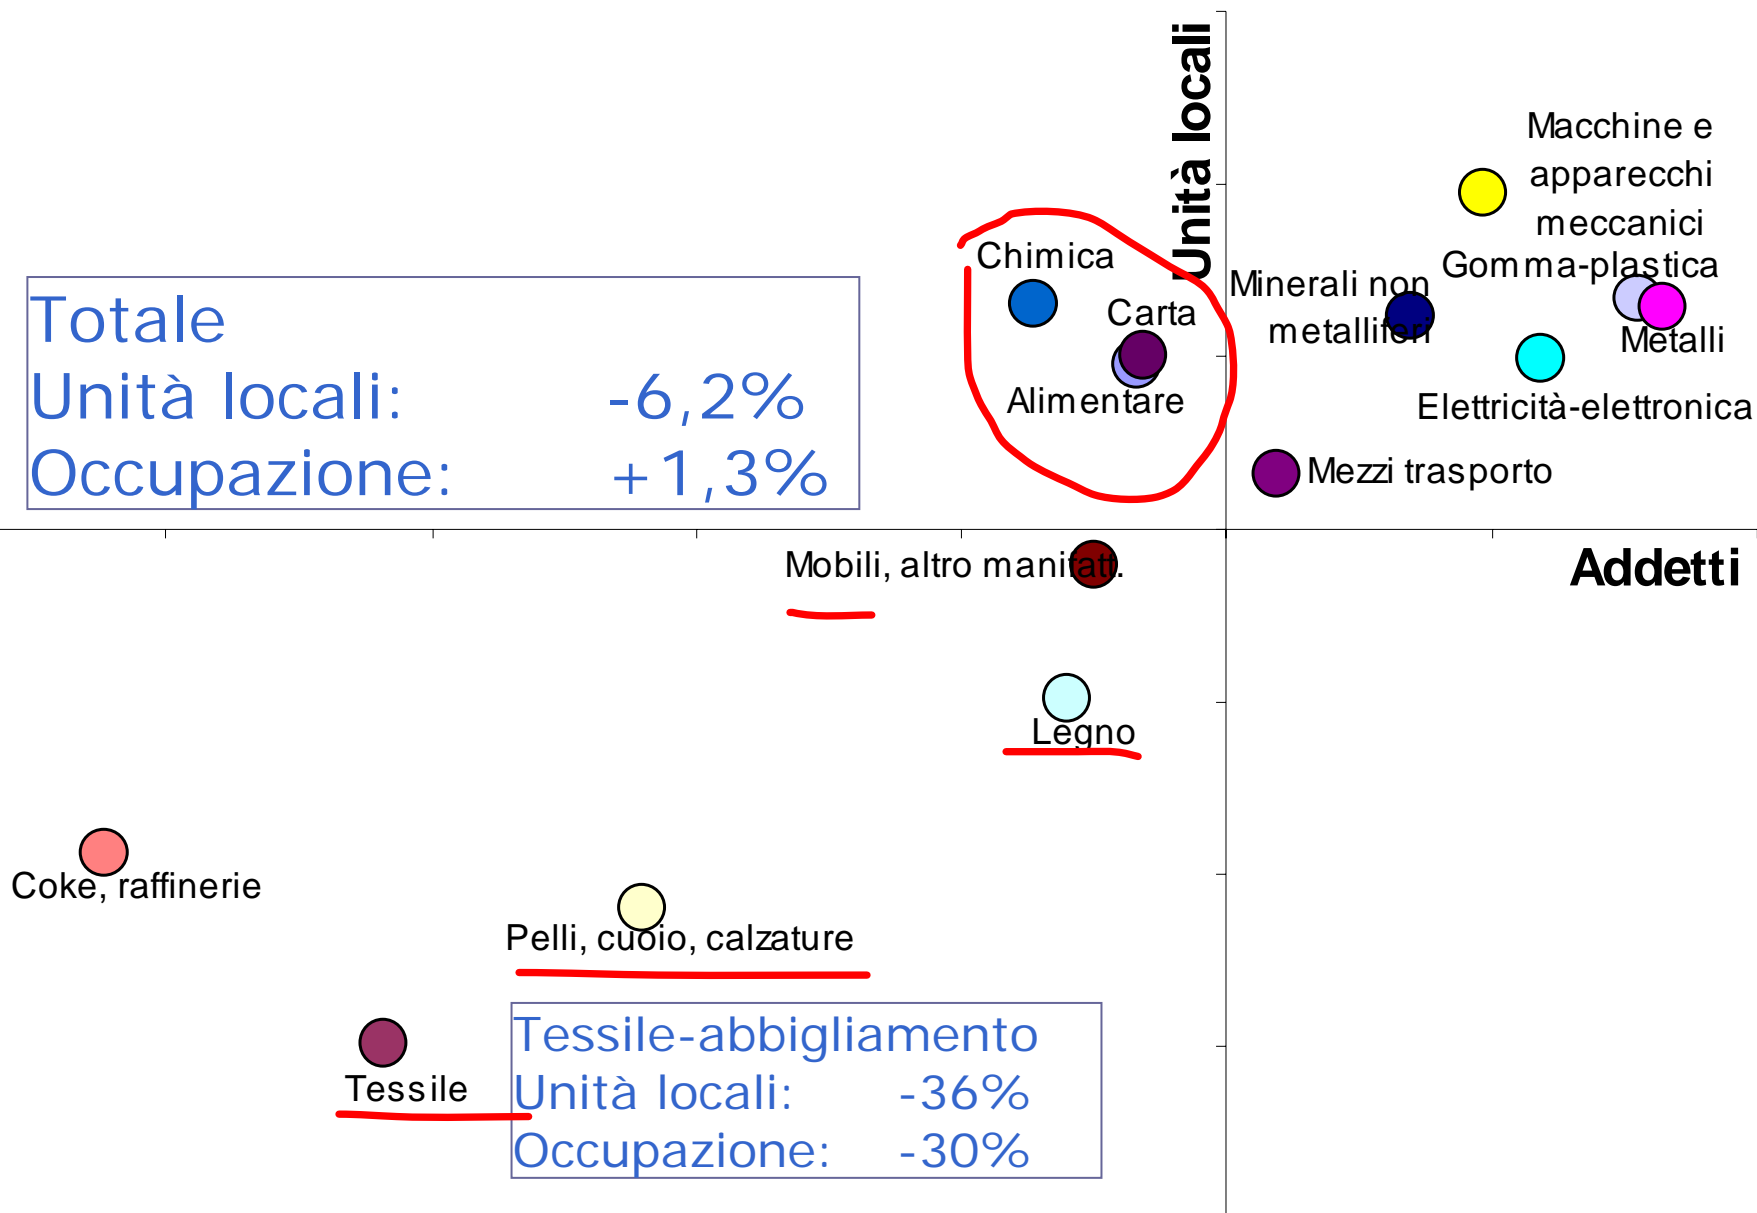 Unità locali
Macchine e
apparecchi
meccanici
Chimica
Gomma-plastica
Minerali non
metalliferi
Carta
Metalli
Alimentare
Elettricità-elettronica
Mezzi trasporto
Totale
Unità locali: -6,2%
Occupazione: +1,3%
Addetti
Mobili, altro manifatt.
Legno
Coke, raffinerie
Pelli, cuoio, calzature
Tessile
Tessile-abbigliamento
Unità locali: -36%
Occupazione: -30%